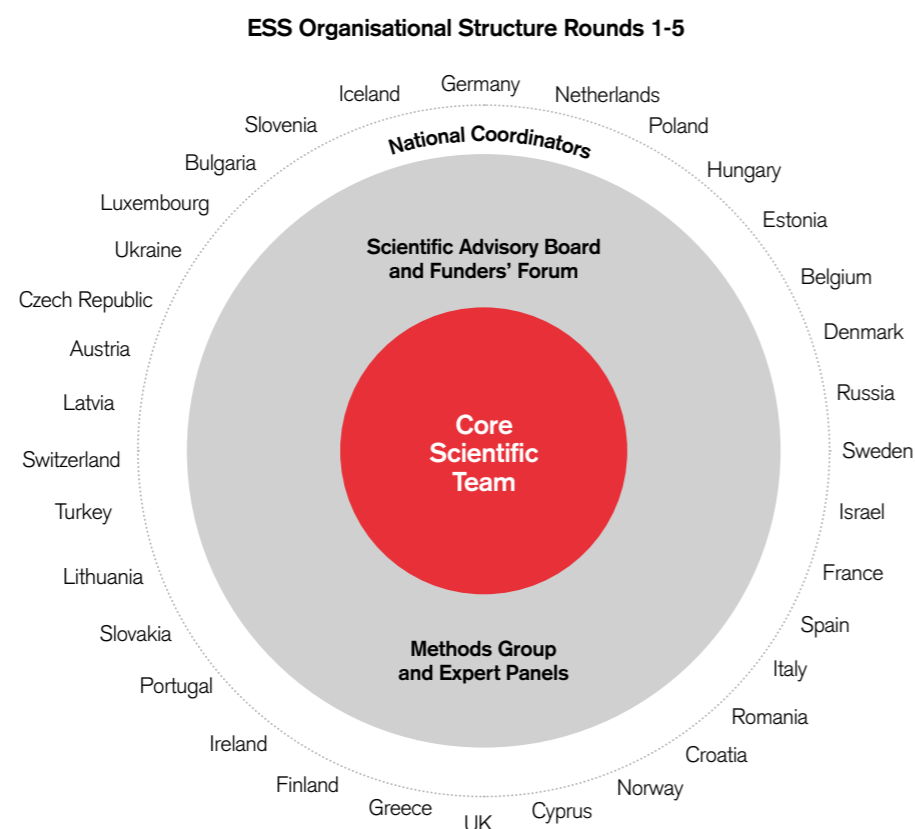 ESS Organisational Structure Rounds 1-5
Germany
Netherlands
Poland
Hungary
Estonia
Belgium
Denmark
Russia
Sweden
Israel
France
Spain
Italy
Romania
Croatia
Norway
Cyprus
UK
Greece
Finland
Ireland
Portugal
Slovakia
Lithuania
Turkey
Switzerland
Latvia
Austria
Czech Republic
Ukraine
Luxembourg
Bulgaria
Slovenia
Iceland
National Coordinators
Scientific Advisory Board
and Funders’ Forum
Core
Scientific
Team
Methods Group
and Expert Panels